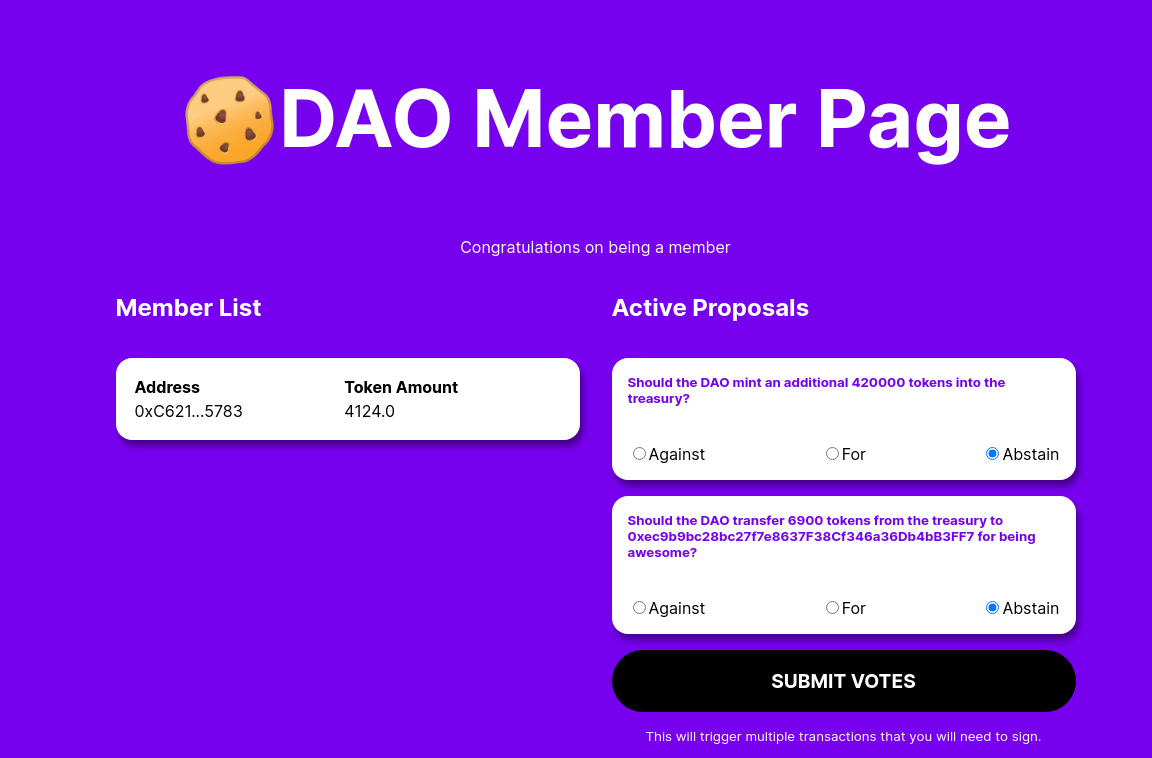 🍪DAO Member Page
Congratulations on being a member
Member List
Address Token Amount
0xC621...5783 4124.0
Active Proposals
Should the DAO mint an additional 420000 tokens into the
treasury?
Against For Abstain
Should the DAO transfer 6900 tokens from the treasury to
0xec9b9bc28bc27f7e8637F38Cf346a36Db4bB3FF7 for being
awesome?
Against For Abstain
SUBMIT VOTES
This will trigger multiple transactions that you will need to sign.